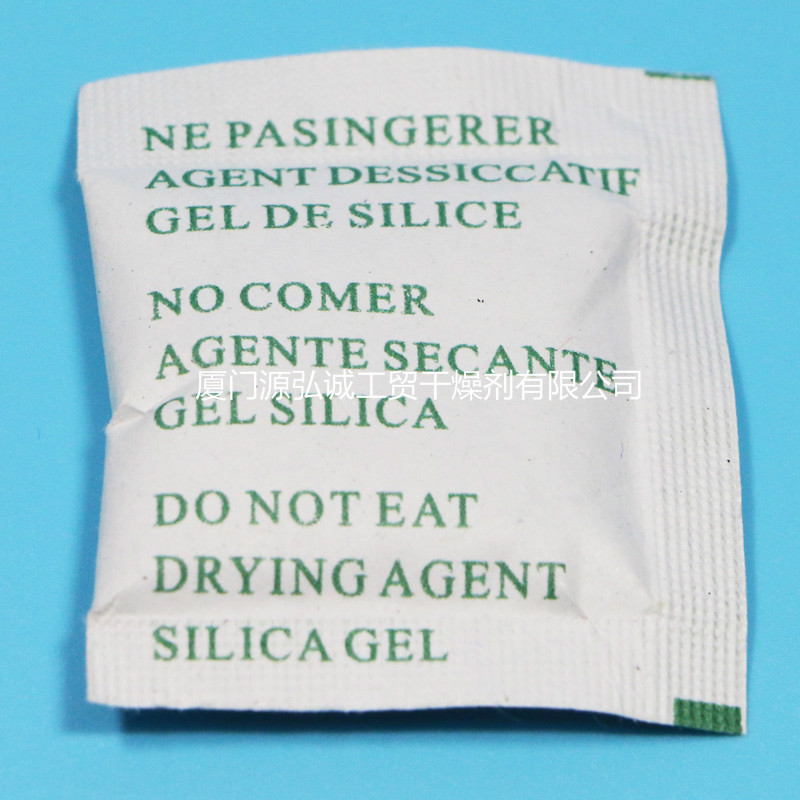 NE PASINGERER
AGENT DESSICCATIF
GEL DE SILICE
NO COMER
AGENTE SECANTE
厦门源弘诚工贸干燥剂有限公司
GEL SILICA
DO NOT EAT
DRYING AGENT
SILICA GEL